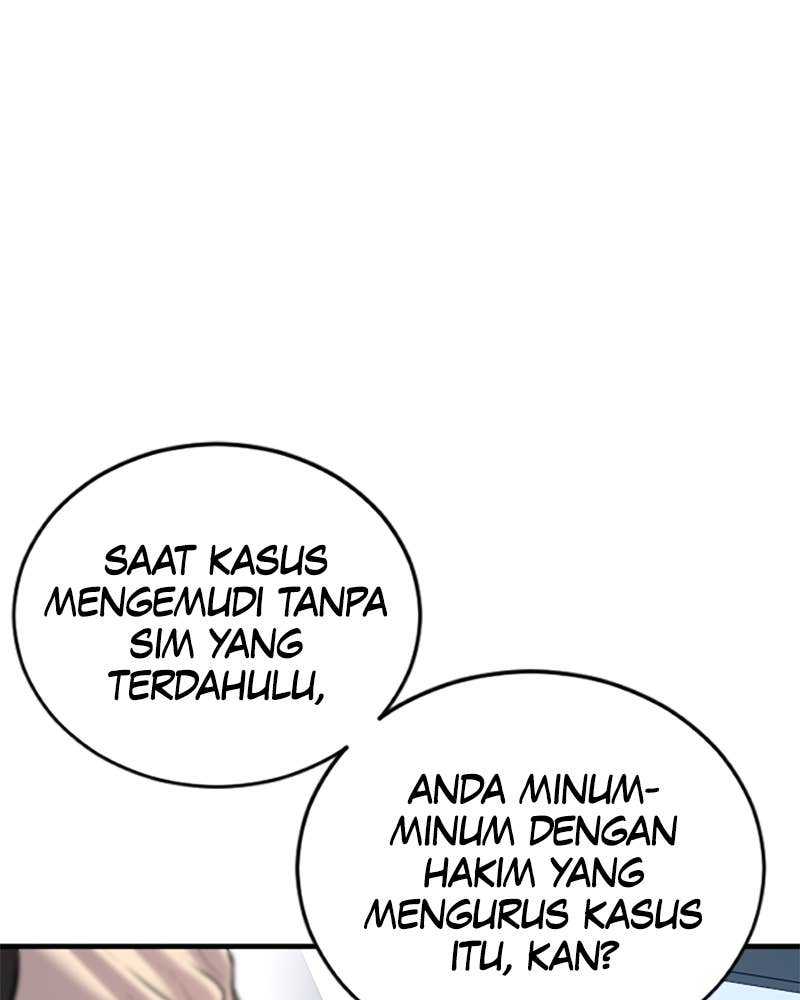 SAAT KASUS
MENGEMUDI TANPA
SIM YANG
TERDAHULU,
ANDA MINUM-
MINUM DENGAN
HAKIM YANG
MENGURUS KASUS
ITU, KAN?